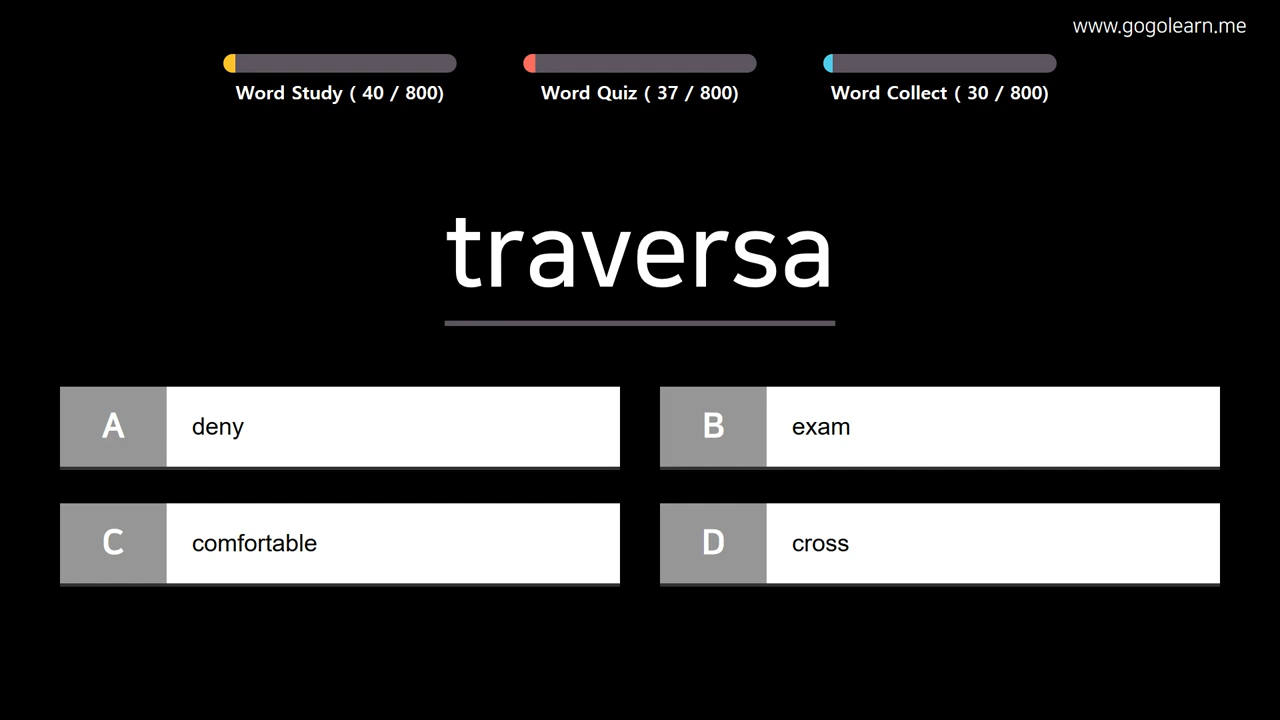 www.gogolearn.me
Word Study ( 40 / 800)
Word Quiz ( 37 / 800)
Word Collect ( 30 / 800)
traversa
A deny
B exam
C comfortable
D cross